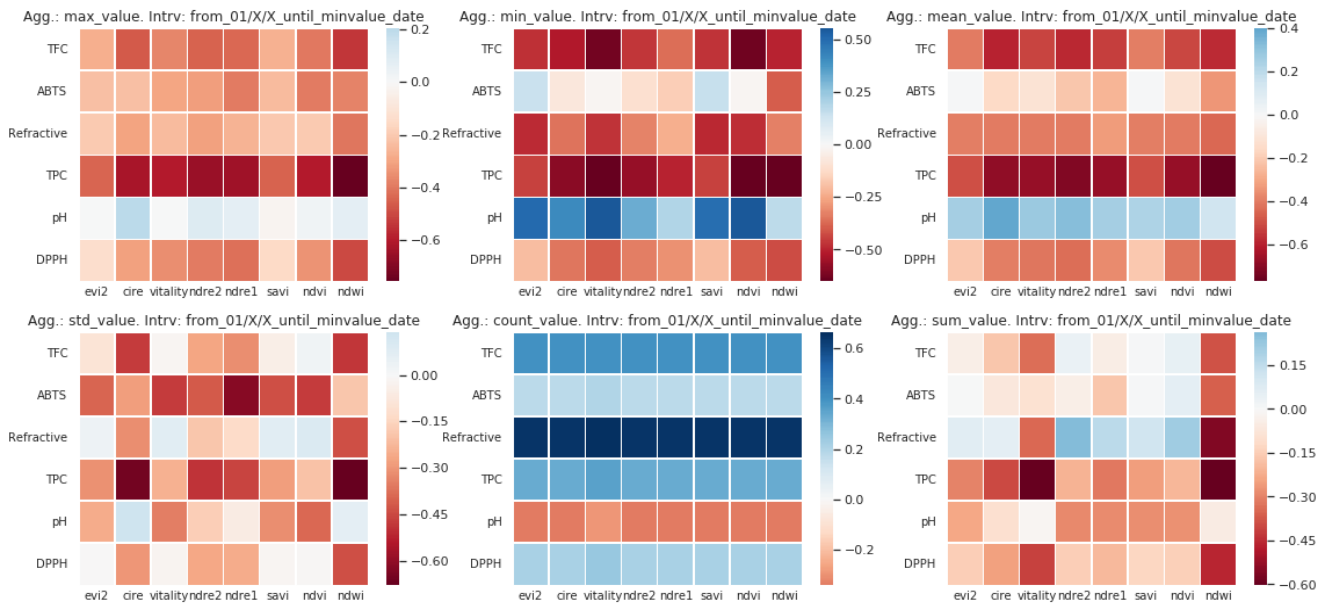 Agg.: max_value. Intrv: from_01/X/X_until_minvalue_date
TFC
ABTS
Refractive
TPC
pH
DPPH
evi2 cire vitality ndre2 ndre1 savi ndvi ndwi
0.2
0.0
−0.2
−0.4
−0.6
Agg.: min_value. Intrv: from_01/X/X_until_minvalue_date
TFC
ABTS
Refractive
TPC
pH
DPPH
evi2 cire vitality ndre2 ndre1 savi ndvi ndwi
0.50
0.25
0.00
−0.25
−0.50
Agg.: mean_value. Intrv: from_01/X/X_until_minvalue_date
TFC
ABTS
Refractive
TPC
pH
DPPH
evi2 cire vitality ndre2 ndre1 savi ndvi ndwi
0.4
0.2
0.0
−0.2
−0.4
−0.6
Agg.: std_value. Intrv: from_01/X/X_until_minvalue_date
TFC
ABTS
Refractive
TPC
pH
DPPH
evi2 cire vitality ndre2 ndre1 savi ndvi ndwi
0.00
−0.15
−0.30
−0.45
−0.60
Agg.: count_value. Intrv: from_01/X/X_until_minvalue_date
TFC
ABTS
Refractive
TPC
pH
DPPH
evi2 cire vitality ndre2 ndre1 savi ndvi ndwi
0.6
0.4
0.2
0.0
−0.2
Agg.: sum_value. Intrv: from_01/X/X_until_minvalue_date
TFC
ABTS
Refractive
TPC
pH
DPPH
evi2 cire vitality ndre2 ndre1 savi ndvi ndwi
0.15
0.00
−0.15
−0.30
−0.45
−0.60